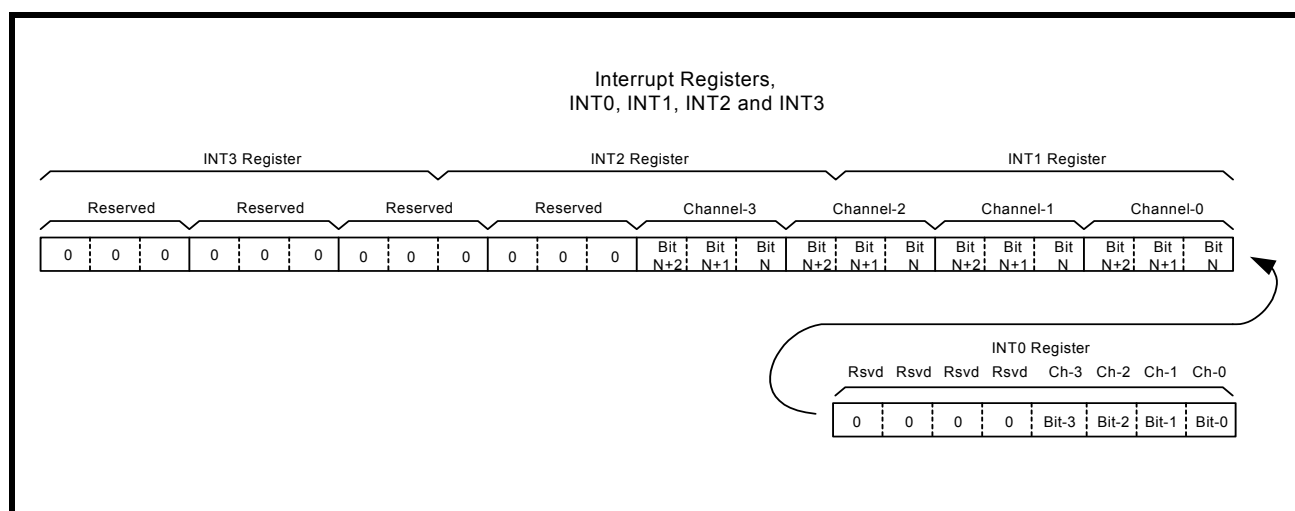 Interrupt Registers,
INT0, INT1, INT2 and INT3
INT3 Register INT2 Register INT1 Register
Reserved Reserved Reserved Reserved Channel-3 Channel-2 Channel-1 Channel-0
0 0 0 0 0 0 0 0 0 0 0 0 Bit Bit Bit Bit Bit Bit Bit Bit Bit Bit Bit Bit
N+2 N+1 N N+2 N+1 N N+2 N+1 N N+2 N+1 N
INT0 Register
Rsvd Rsvd Rsvd Rsvd Ch-3 Ch-2 Ch-1 Ch-0
0 0 0 0 Bit-3 Bit-2 Bit-1 Bit-0